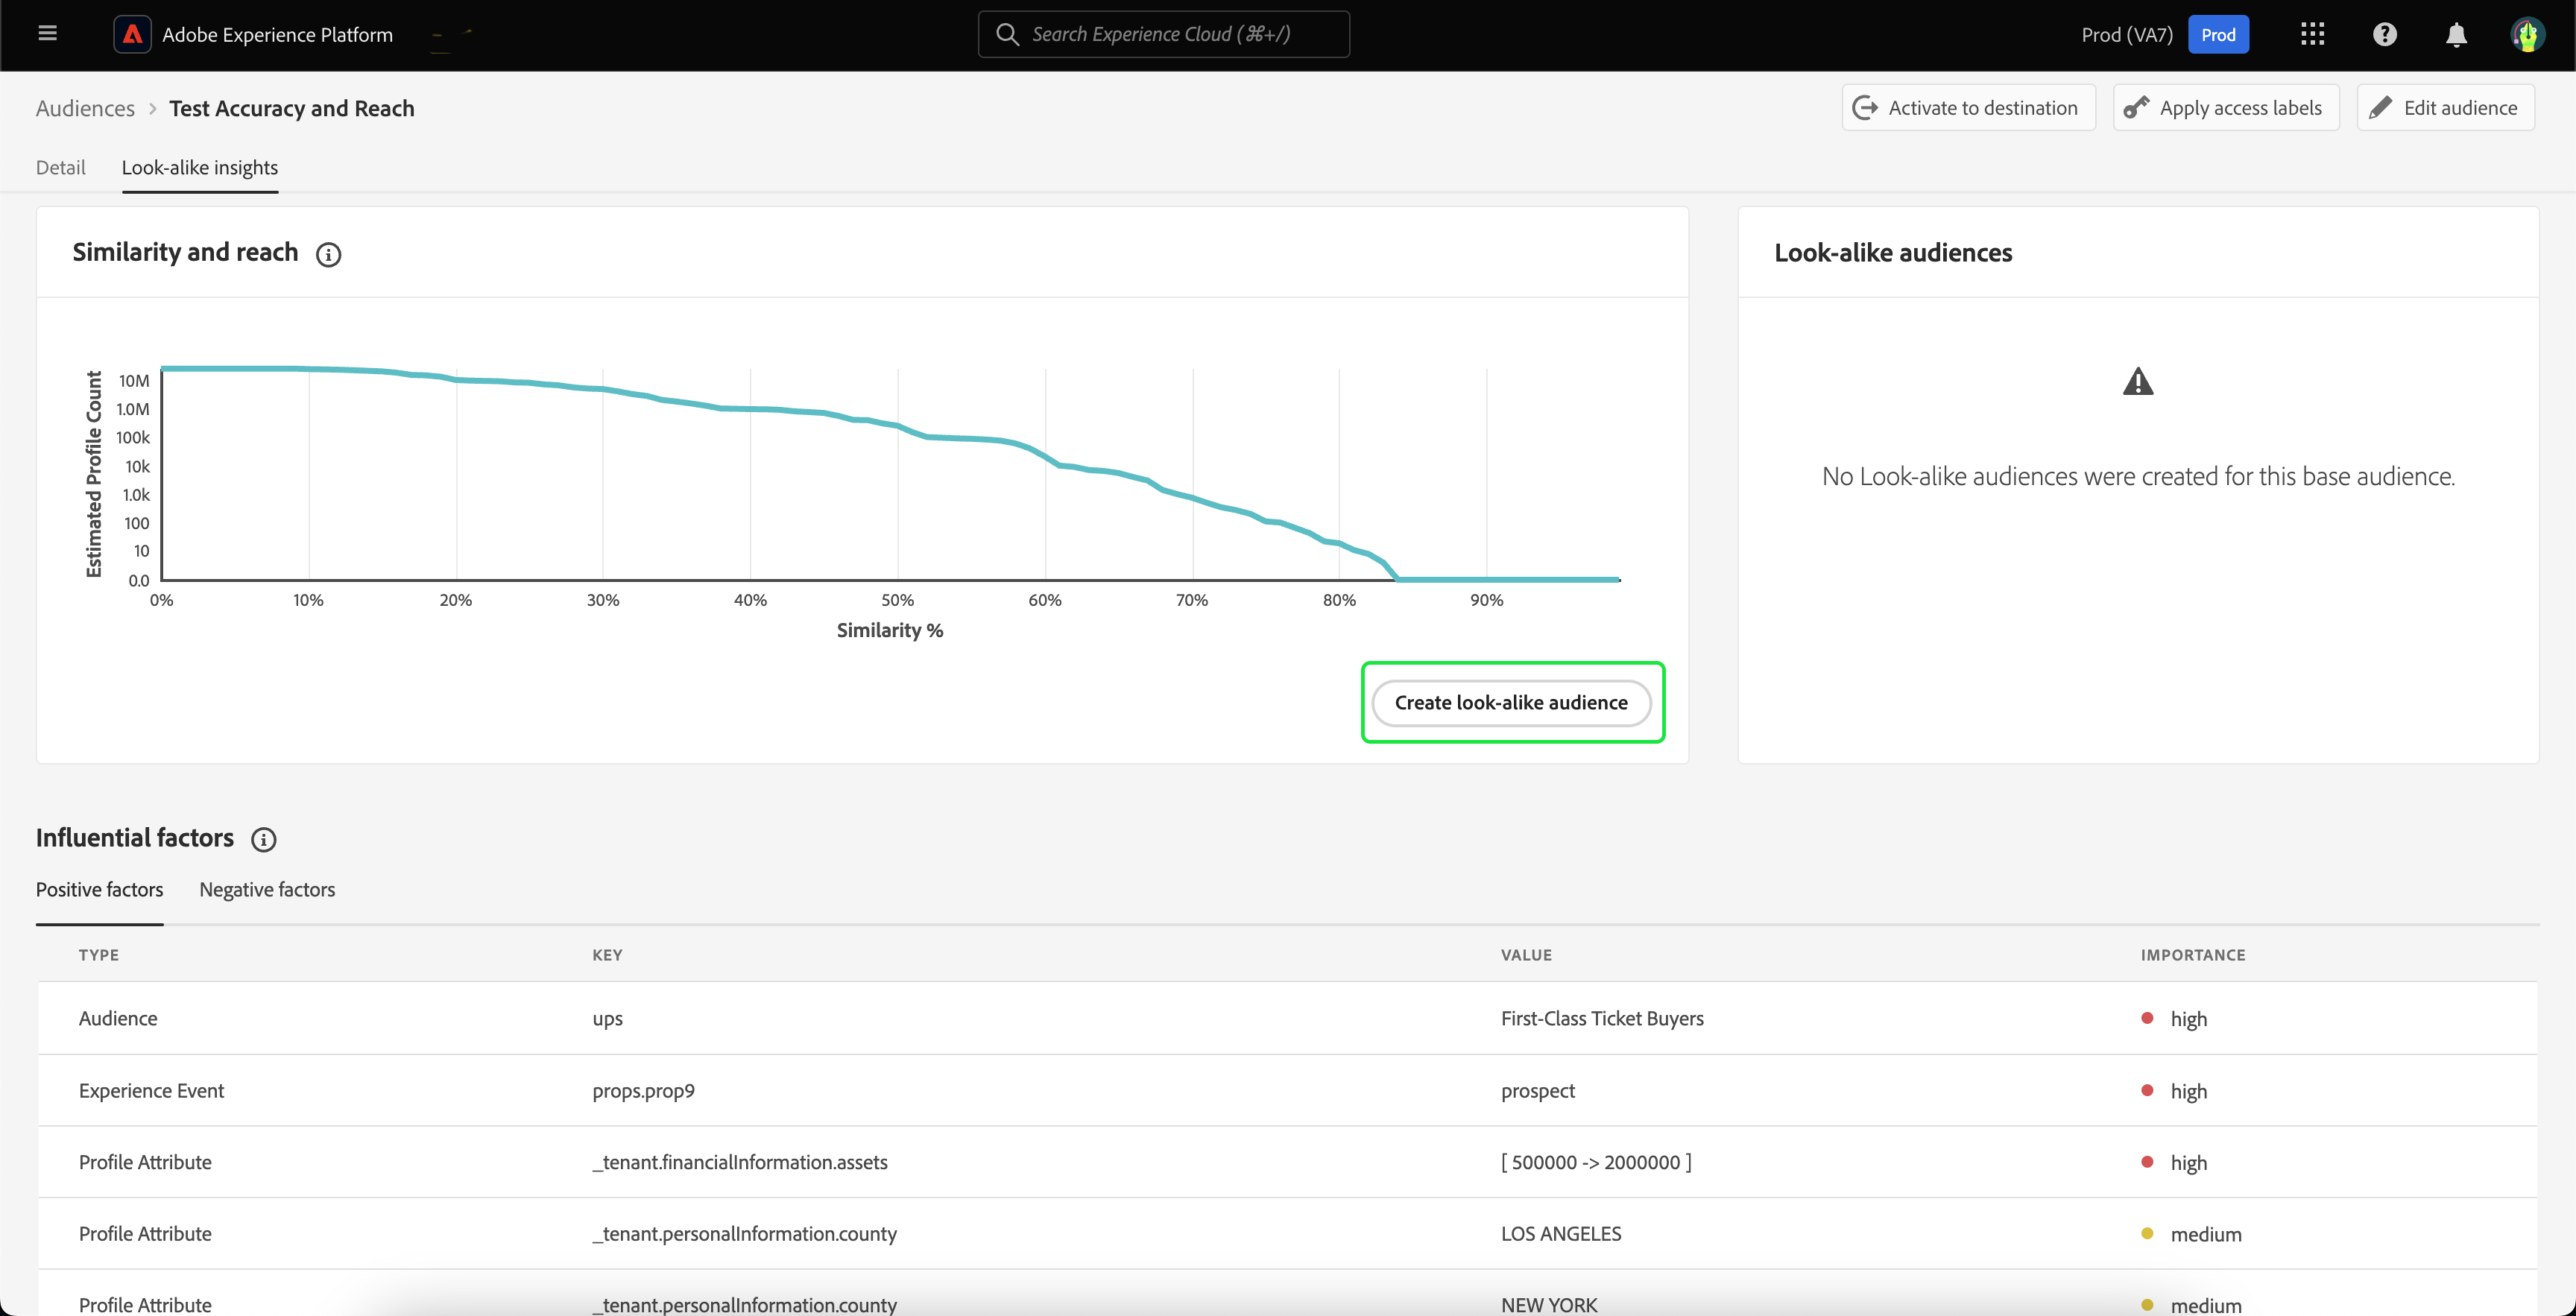 Adobe Experience Platform
Search Experience Cloud (⌘+/)
Prod (VA7)
Prod
Audiences > Test Accuracy and Reach
Activate to destination
Apply access labels
Edit audience
Detail
Look-alike insights
Similarity and reach
Estimated Profile Count
10M
1.0M
100k
10k
1.0k
100
10
0.0
0% 10% 20% 30% 40% 50% 60% 70% 80% 90%
Similarity %
Create look-alike audience
Look-alike audiences
No Look-alike audiences were created for this base audience.
Influential factors
Positive factors
Negative factors
TYPE KEY VALUE IMPORTANCE
Audience ups First-Class Ticket Buyers high
Experience Event props.prop9 prospect high
Profile Attribute _tenant.financialInformation.assets [ 500000 -> 2000000 ] high
Profile Attribute _tenant.personalInformation.county LOS ANGELES medium
Profile Attribute _tenant.personalInformation.county NEW YORK medium